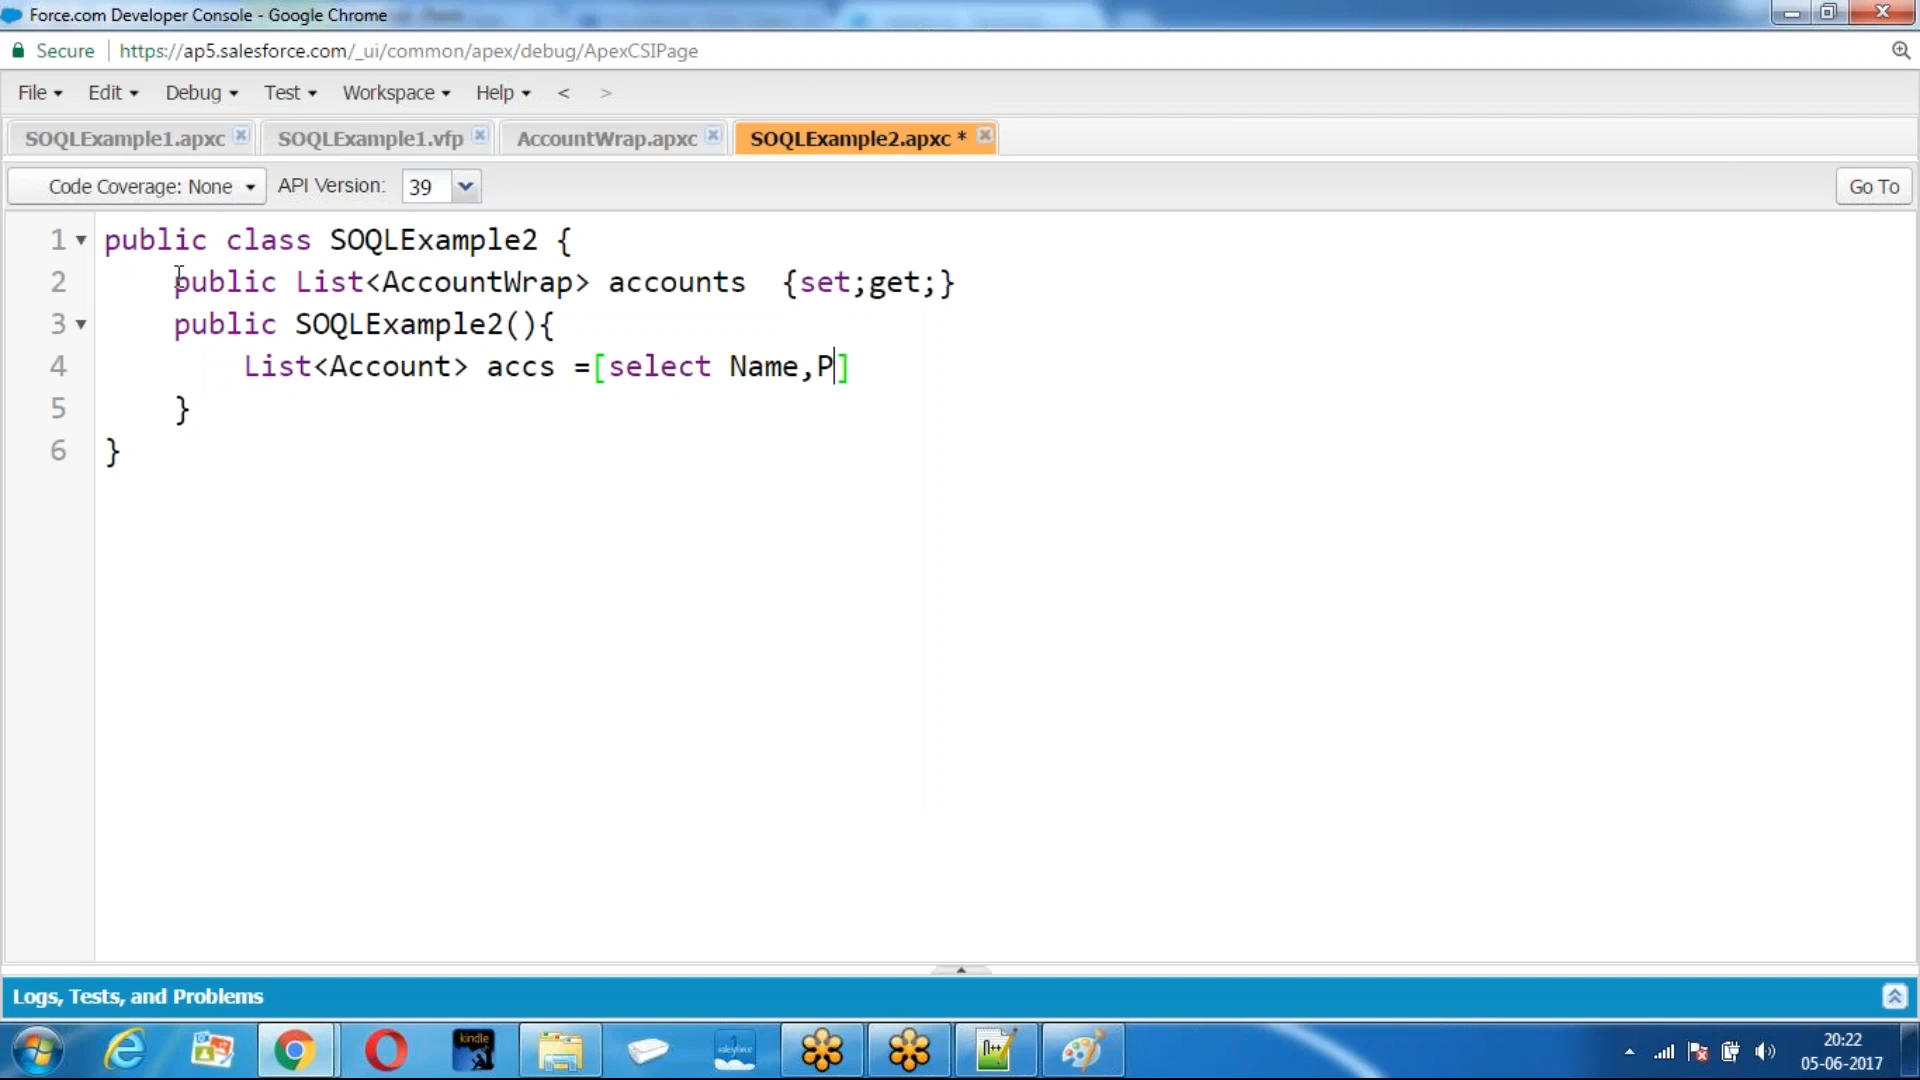 Force.com Developer Console - Google Chrome
Secure https://ap5.salesforce.com/_ui/common/apex/debug/ApexCSIPage
File Edit Debug Test Workspace Help < >
SOQLExample1.apxc SOQLExample1.vfp AccountWrap.apxc SOQLExample2.apxc *
Code Coverage: None API Version: 39 Go To
1 public class SOQLExample2 {
2 public List<AccountWrap> accounts {set;get;}
3 public SOQLExample2(){
4 List<Account> accs =[select Name,P]
5 }
6 }
Logs, Tests, and Problems
kindle
salesforce
n++
20:22
05-06-2017